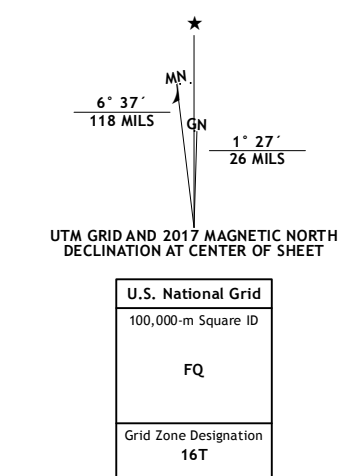 ★
MN
GN
6° 37´
118 MILS
1° 27´
26 MILS
UTM GRID AND 2017 MAGNETIC NORTH
DECLINATION AT CENTER OF SHEET
U.S. National Grid
100,000-m Square ID
FQ
Grid Zone Designation
16T